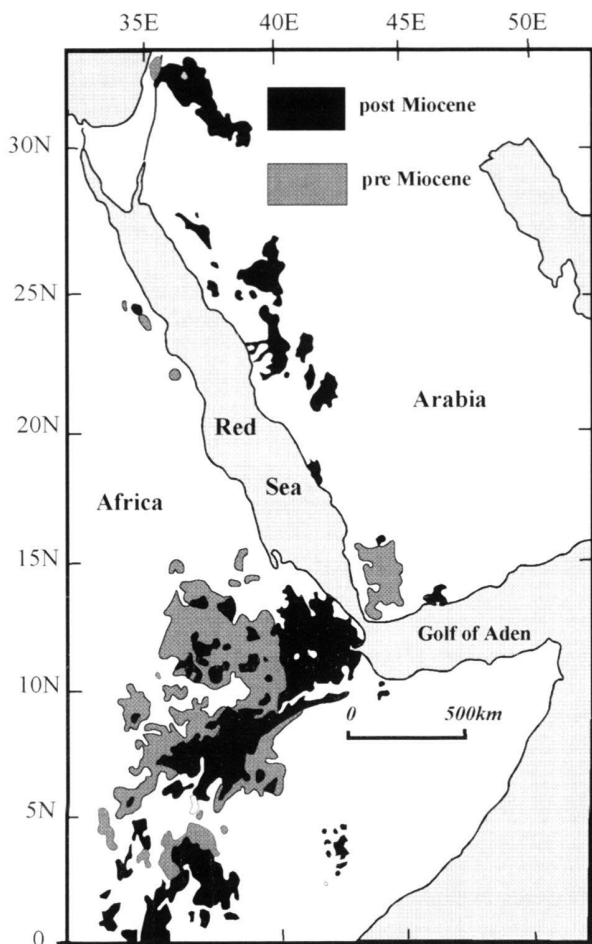 35E 40E 45E 50E
post Miocene
30N
pre Miocene
25N
Arabia
20N
Red
Sea
Africa
15N
Golf of Aden
10N
0 500km
5N
0